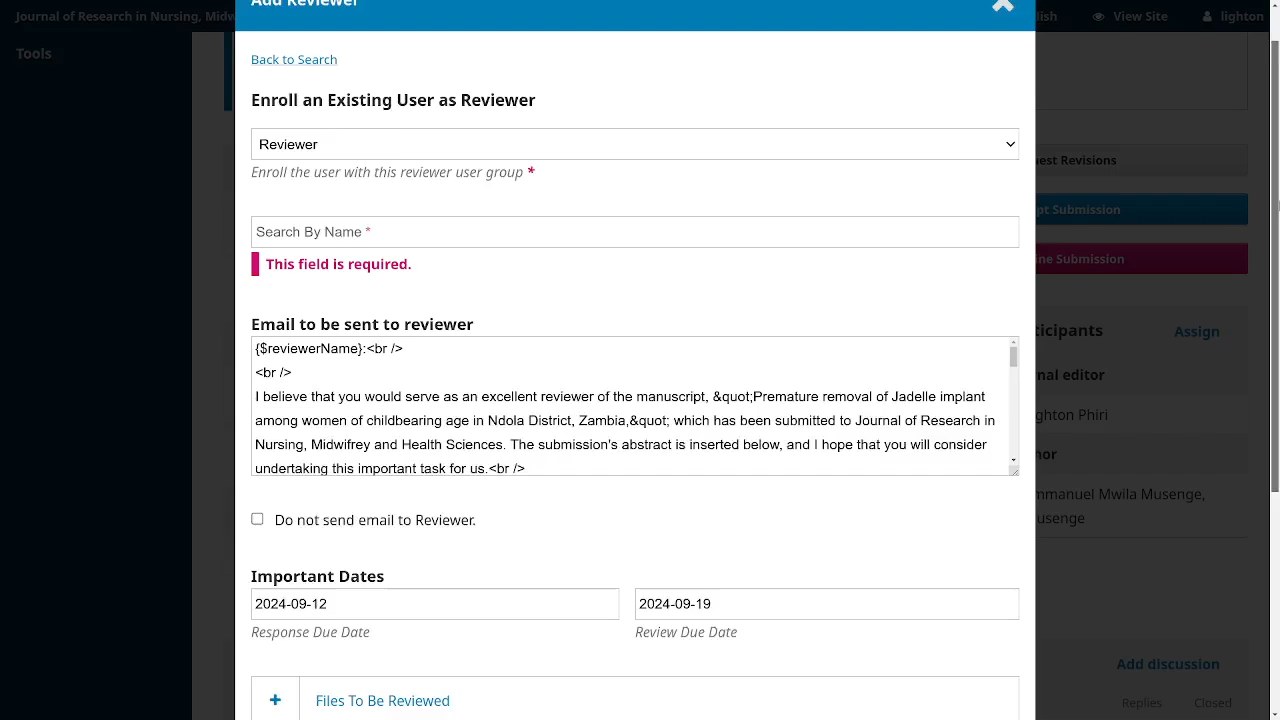 Add Reviewer
Journal of Research in Nursing, Midw
lish
View Site
lighton
Tools
Back to Search
Enroll an Existing User as Reviewer
Reviewer
Enroll the user with this reviewer user group *
Search By Name *
This field is required.
Email to be sent to reviewer
{$reviewerName}:<br />
<br />
I believe that you would serve as an excellent reviewer of the manuscript, &quot;Premature removal of Jadelle implant
among women of childbearing age in Ndola District, Zambia,&quot; which has been submitted to Journal of Research in
Nursing, Midwifrey and Health Sciences. The submission's abstract is inserted below, and I hope that you will consider
undertaking this important task for us.<br />
Do not send email to Reviewer.
Important Dates
2024-09-12
2024-09-19
Response Due Date
Review Due Date
+
Files To Be Reviewed
est Revisions
pt Submission
ine Submission
ticipants
Assign
nal editor
ghton Phiri
hor
mmanuel Mwila Musenge,
usenge
Add discussion
Replies
Closed